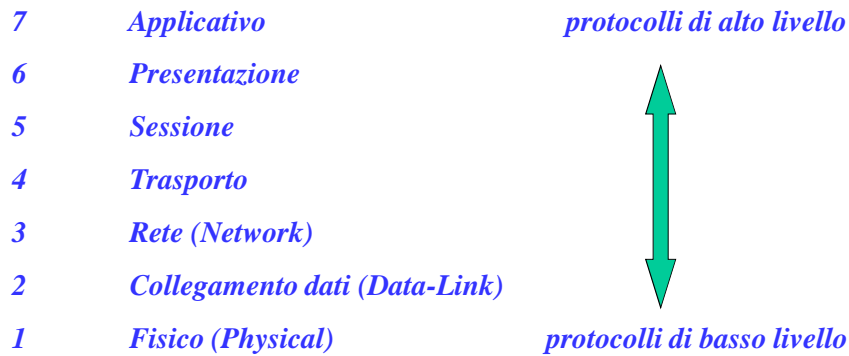 7 Applicativo protocolli di alto livello
6 Presentazione
5 Sessione
4 Trasporto
3 Rete (Network)
2 Collegamento dati (Data-Link)
1 Fisico (Physical) protocolli di basso livello